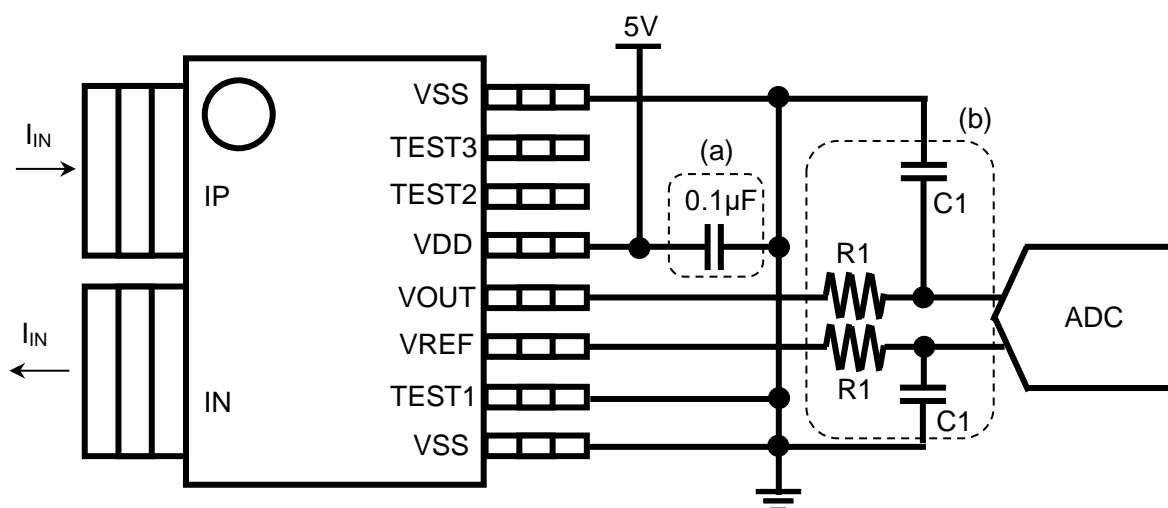 5V
VSS
TEST3
TEST2
VDD
VOUT
VREF
TEST1
VSS
IP
IN
IIN
IIN
(a)
0.1µF
(b)
C1
R1
R1
C1
ADC